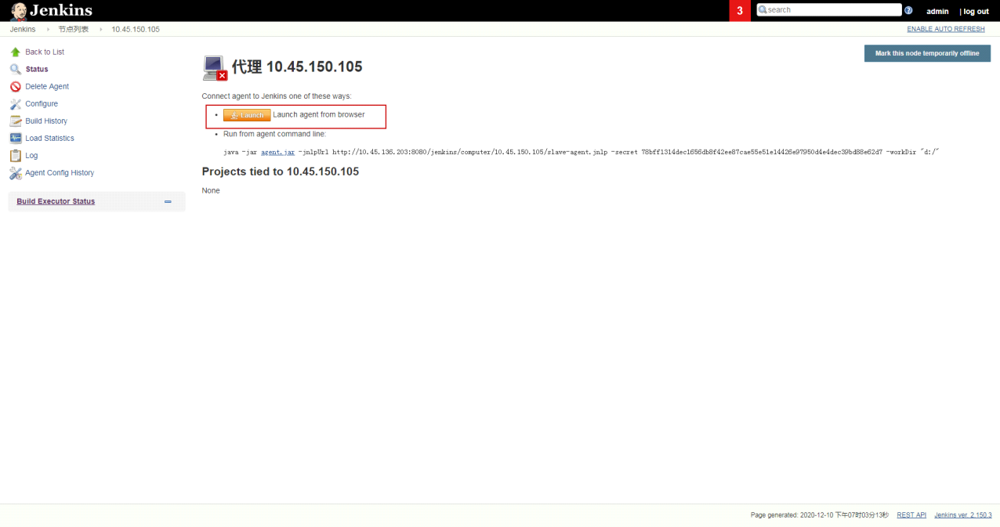 Jenkins
3
search
admin
| log out
Jenkins
节点列表
10.45.150.105
ENABLE AUTO REFRESH
Back to List
Status
Delete Agent
Configure
Build History
Load Statistics
Log
Agent Config History
Build Executor Status
代理 10.45.150.105
Mark this node temporarily offline
Connect agent to Jenkins one of these ways:
Launch Launch agent from browser
Run from agent command line:
java -jar agent.jar -jnlpUrl http://10.45.136.203:8080/jenkins/computer/10.45.150.105/slave-agent.jnlp -secret 78bff1314dec1656db8f42ee87cae55e51e14426e97950d4e4dec39bd88e62d7 -workDir "d:/"
Projects tied to 10.45.150.105
None
Page generated: 2020-12-10 下午07时03分13秒 REST API Jenkins ver. 2.150.3